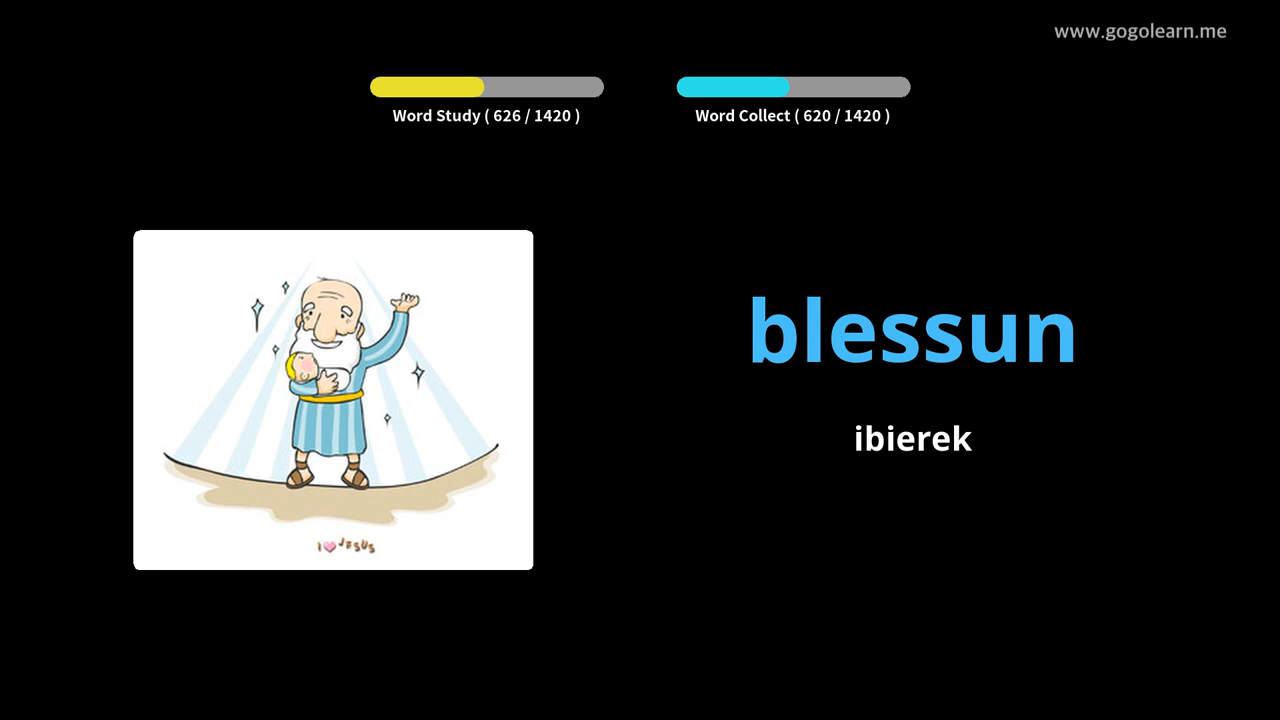 www.gogolearn.me
Word Study ( 626 / 1420 )
Word Collect ( 620 / 1420 )
blessun
ibierek
I JESUS